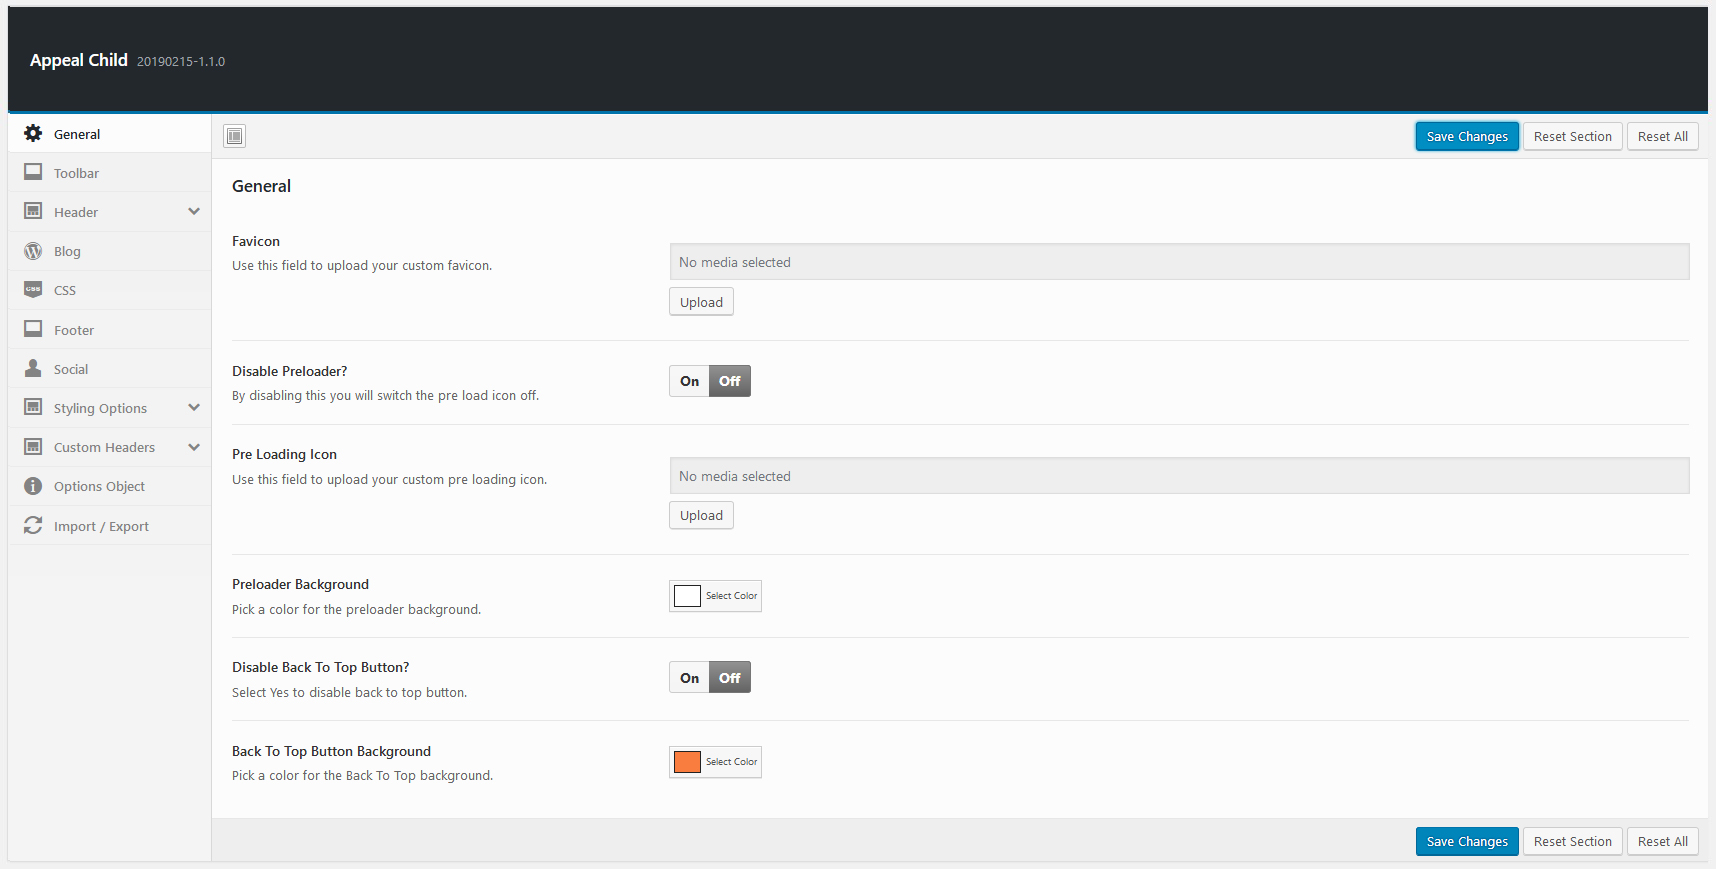 Appeal Child 20190215-1.1.0
General
Toolbar
Header
Blog
CSS
Footer
Social
Styling Options
Custom Headers
Options Object
Import / Export
Save Changes Reset Section Reset All
General
Favicon
Use this field to upload your custom favicon.
No media selected
Upload
Disable Preloader?
By disabling this you will switch the pre load icon off.
On Off
Pre Loading Icon
Use this field to upload your custom pre loading icon.
No media selected
Upload
Preloader Background
Pick a color for the preloader background.
Select Color
Disable Back To Top Button?
Select Yes to disable back to top button.
On Off
Back To Top Button Background
Pick a color for the Back To Top background.
Select Color
Save Changes Reset Section Reset All